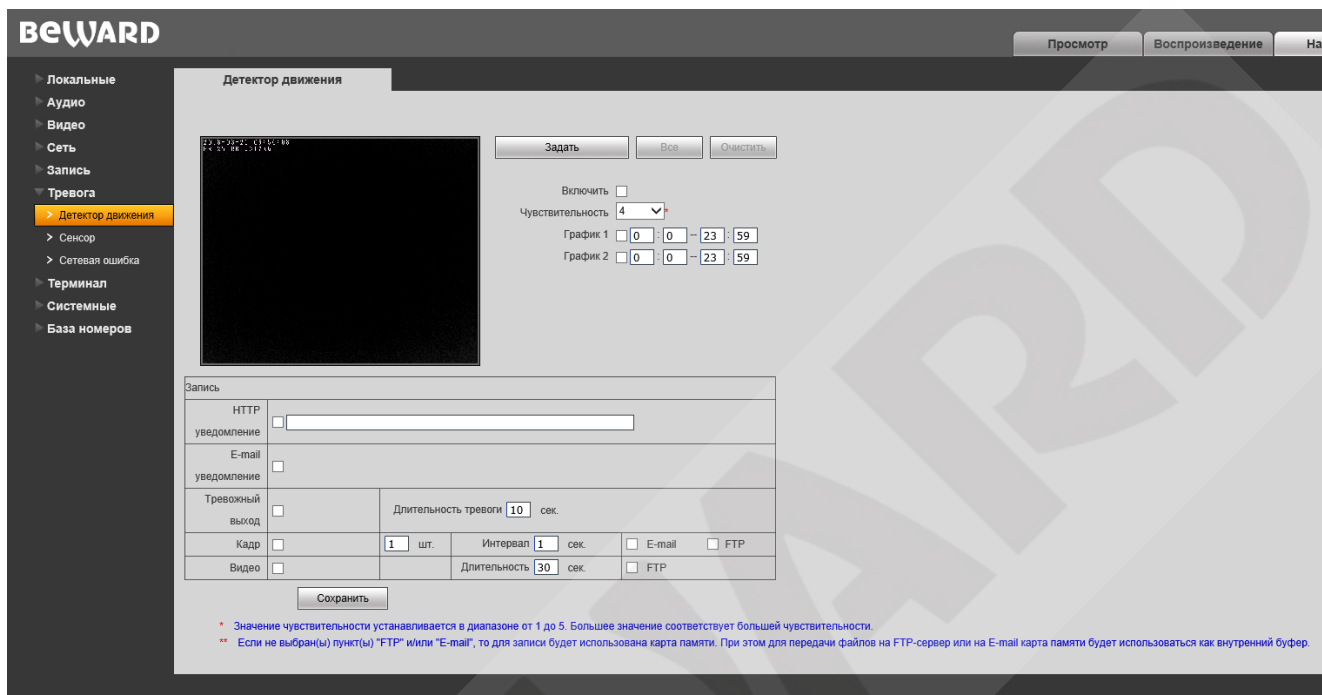 BEWARD
Просмотр Воспроизведение На
Локальные
Аудио
Видео
Сеть
Запись
Тревога
> Детектор движения
> Сенсор
> Сетевая ошибка
Терминал
Системные
База номеров
Детектор движения
Задать Все Очистить
Включить
Чувствительность 4 *
График 1 0 : 0 -- 23 : 59
График 2 0 : 0 -- 23 : 59
Запись
HTTP
уведомление
E-mail
уведомление
Тревожный
выход
Длительность тревоги 10 сек.
Кадр 1 шт. Интервал 1 сек. E-mail FTP
Видео Длительность 30 сек. FTP
Сохранить
* Значение чувствительности устанавливается в диапазоне от 1 до 5. Большее значение соответствует большей чувствительности.
** Если не выбран(ы) пункт(ы) "FTP" и/или "E-mail", то для записи будет использована карта памяти. При этом для передачи файлов на FTP-сервер или на E-mail карта памяти будет использоваться как внутренний буфер.